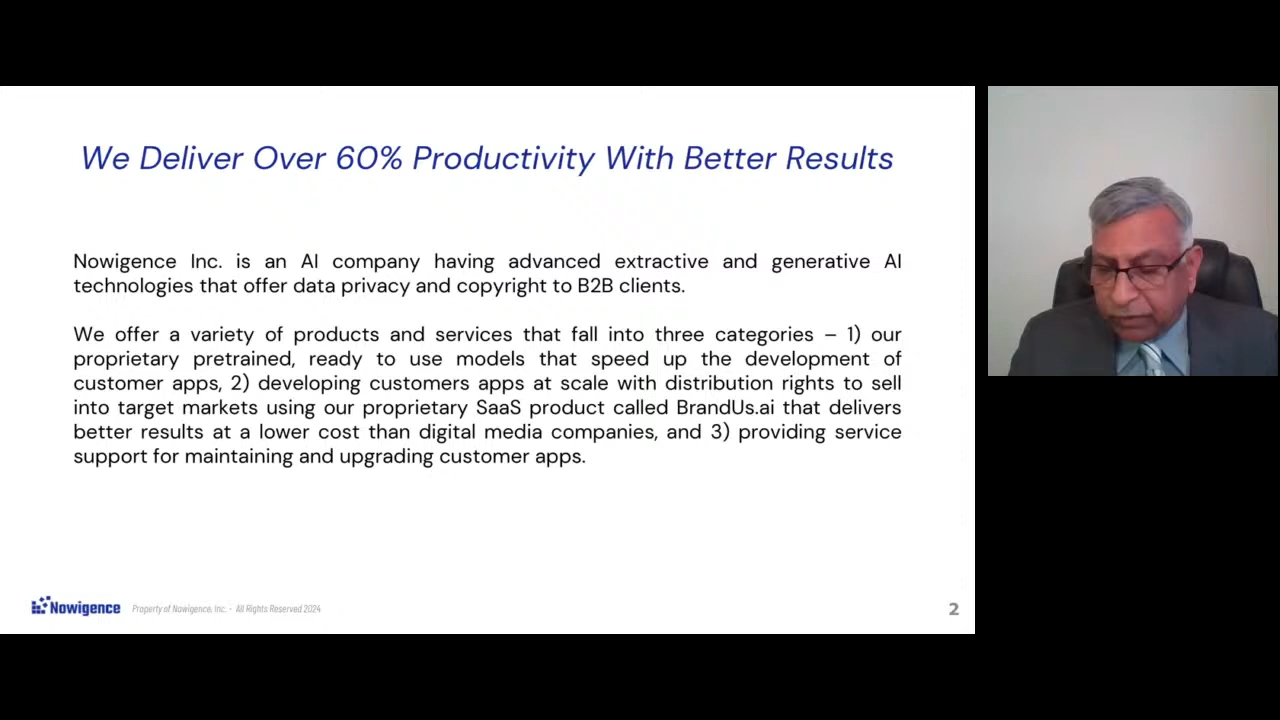 We Deliver Over 60% Productivity With Better Results
Nowigence Inc. is an AI company having advanced extractive and generative AI
technologies that offer data privacy and copyright to B2B clients.
We offer a variety of products and services that fall into three categories – 1) our
proprietary pretrained, ready to use models that speed up the development of
customer apps, 2) developing customers apps at scale with distribution rights to sell
into target markets using our proprietary SaaS product called BrandUs.ai that delivers
better results at a lower cost than digital media companies, and 3) providing service
support for maintaining and upgrading customer apps.
Nowigence Property of Nowigence, Inc. - All Rights Reserved 2024 2